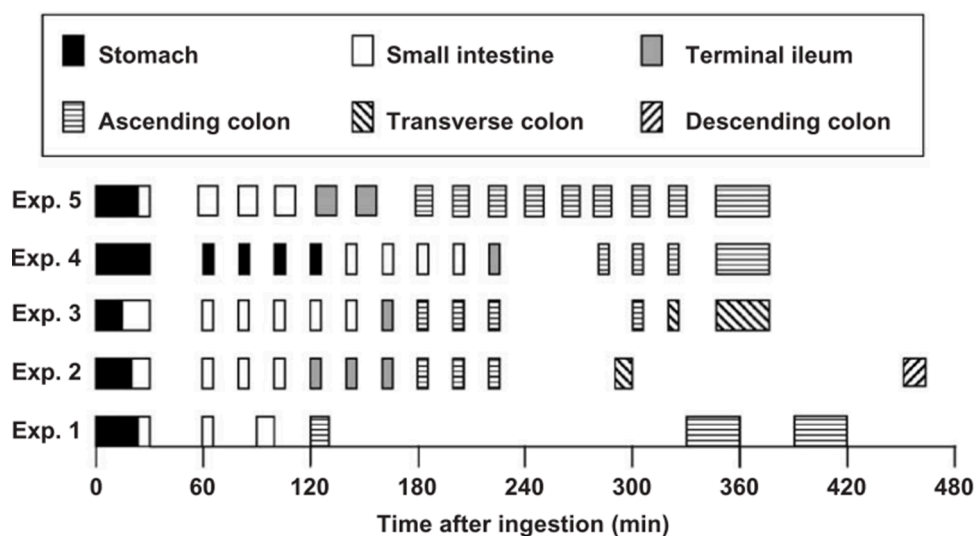 Stomach Small intestine Terminal ileum
Ascending colon Transverse colon Descending colon
Exp. 5
Exp. 4
Exp. 3
Exp. 2
Exp. 1
0 60 120 180 240 300 360 420 480
Time after ingestion (min)